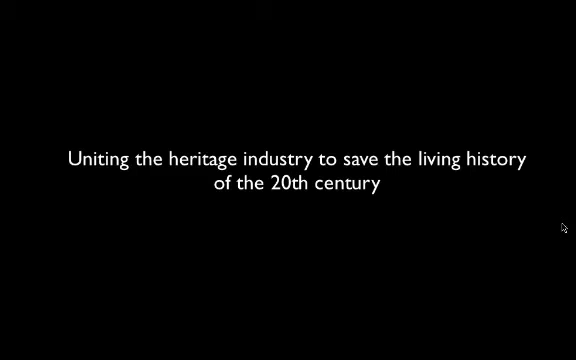 Uniting the heritage industry to save the living history
of the 20th century